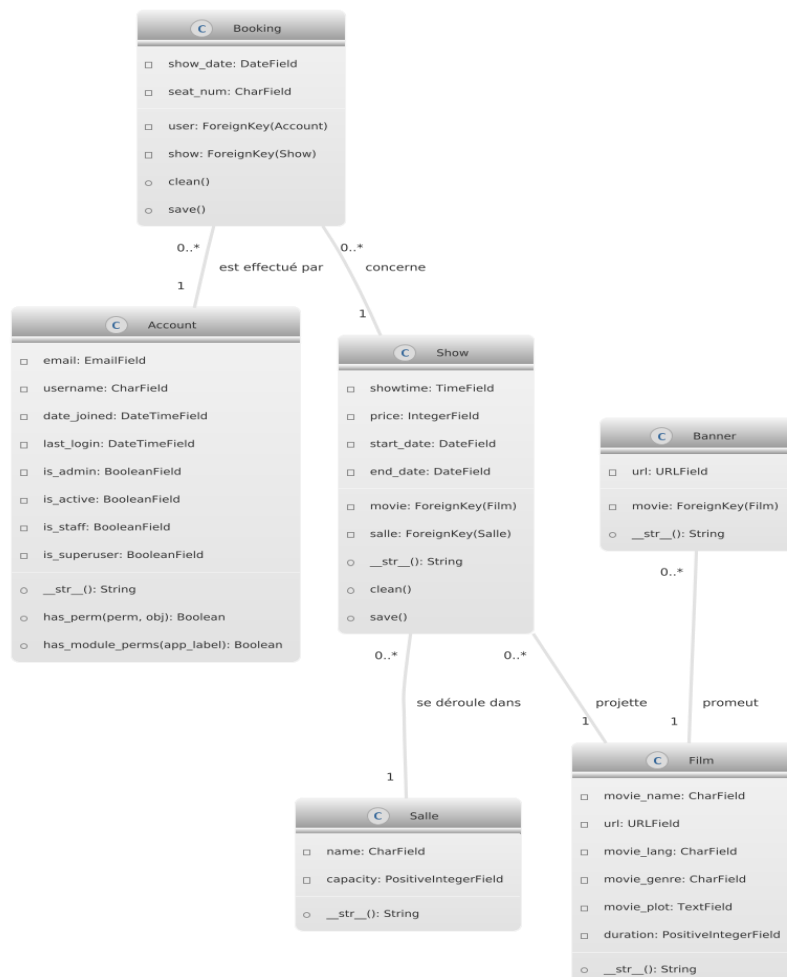 C Booking
show_date: DateField
seat_num: CharField
user: ForeignKey(Account)
show: ForeignKey(Show)
clean()
save()
0..*
0..*
est effectué par
concerne
1
1
C Account
email: EmailField
username: CharField
date_joined: DateTimeField
last_login: DateTimeField
is_admin: BooleanField
is_active: BooleanField
is_staff: BooleanField
is_superuser: BooleanField
__str__(): String
has_perm(perm, obj): Boolean
has_module_perms(app_label): Boolean
C Show
showtime: TimeField
price: IntegerField
start_date: DateField
end_date: DateField
movie: ForeignKey(Film)
salle: ForeignKey(Salle)
__str__(): String
clean()
save()
C Banner
url: URLField
movie: ForeignKey(Film)
__str__(): String
0..*
0..*
0..*
se déroule dans
projette
promeut
1
1
1
C Salle
name: CharField
capacity: PositiveIntegerField
__str__(): String
C Film
movie_name: CharField
url: URLField
movie_lang: CharField
movie_genre: CharField
movie_plot: TextField
duration: PositiveIntegerField
__str__(): String